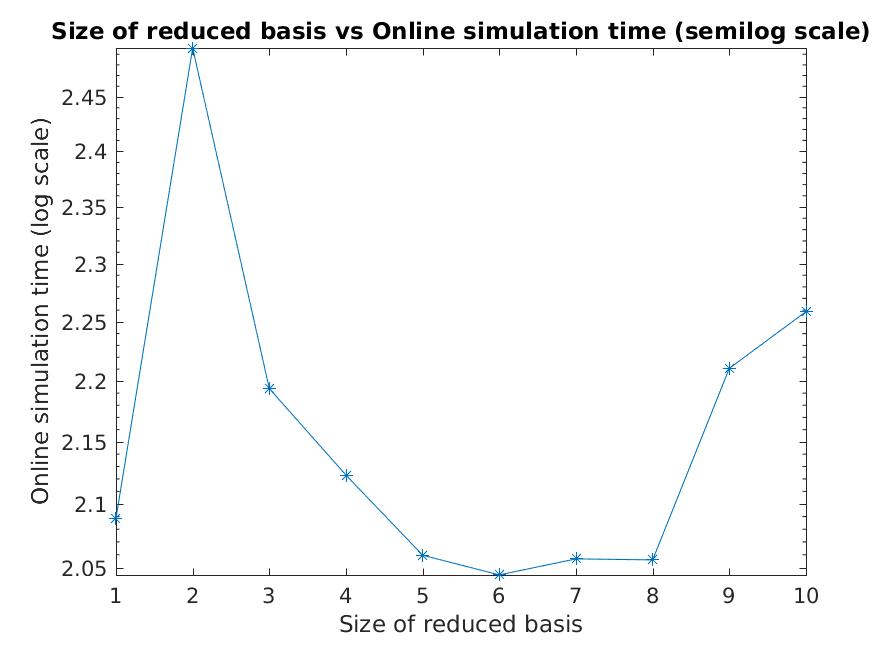 Size of reduced basis vs Online simulation time (semilog scale)
Online simulation time (log scale)
2.45
2.4
2.35
2.3
2.25
2.2
2.15
2.1
2.05
1 2 3 4 5 6 7 8 9 10
Size of reduced basis